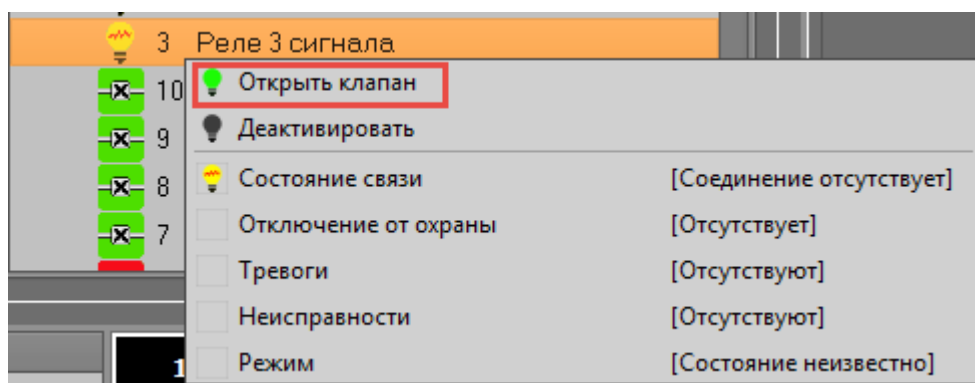 3 Реле 3 сигнала
10 Открыть клапан
9 Деактивировать
8 Состояние связи [Соединение отсутствует]
7 Отключение от охраны [Отсутствует]
Тревоги [Отсутствуют]
Неисправности [Отсутствуют]
1 Режим [Состояние неизвестно]